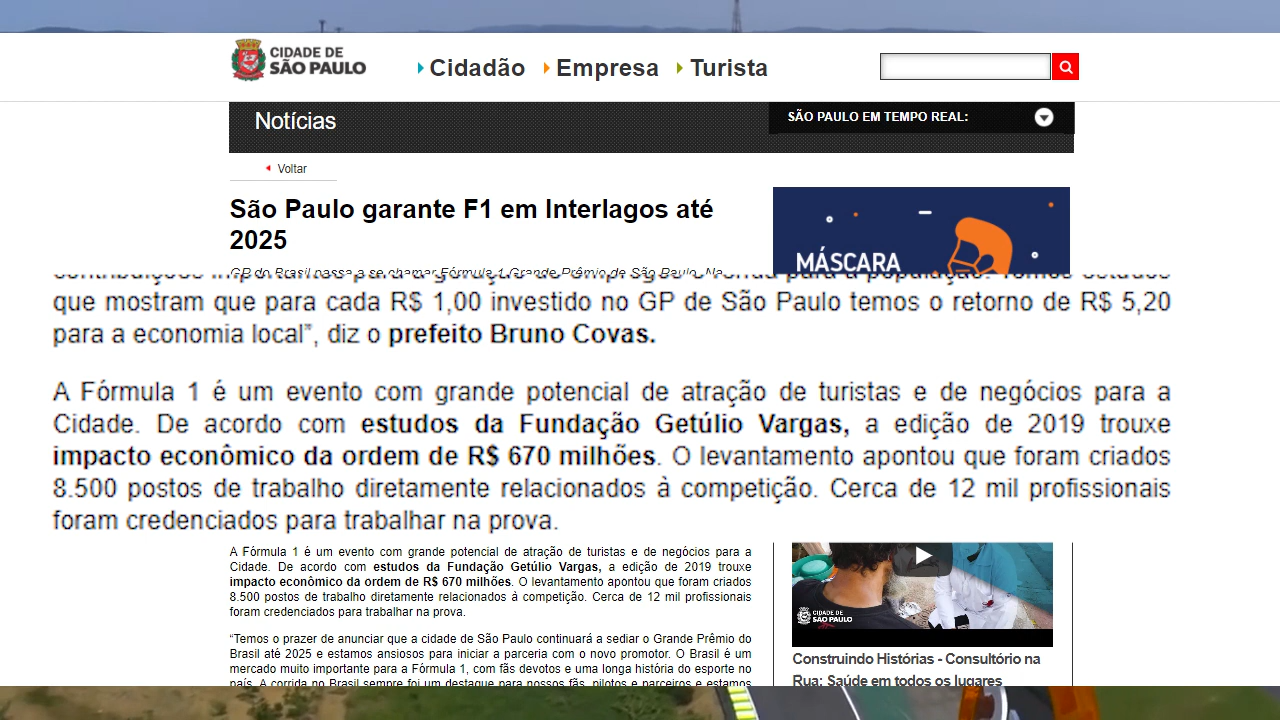 CIDADE DE
SÃO PAULO
Cidadão
Empresa
Turista
Notícias
SÃO PAULO EM TEMPO REAL:
Voltar
São Paulo garante F1 em Interlagos até
2025
GP do Brasil passa a se chamar Fórmula 1 Grande Prêmio de São Paulo. Na
MÁSCARA
que mostram que para cada R$ 1,00 investido no GP de São Paulo temos o retorno de R$ 5,20
para a economia local”, diz o prefeito Bruno Covas.
A Fórmula 1 é um evento com grande potencial de atração de turistas e de negócios para a
Cidade. De acordo com estudos da Fundação Getúlio Vargas, a edição de 2019 trouxe
impacto econômico da ordem de R$ 670 milhões. O levantamento apontou que foram criados
8.500 postos de trabalho diretamente relacionados à competição. Cerca de 12 mil profissionais
foram credenciados para trabalhar na prova.
A Fórmula 1 é um evento com grande potencial de atração de turistas e de negócios para a
Cidade. De acordo com estudos da Fundação Getúlio Vargas, a edição de 2019 trouxe
impacto econômico da ordem de R$ 670 milhões. O levantamento apontou que foram criados
8.500 postos de trabalho diretamente relacionados à competição. Cerca de 12 mil profissionais
foram credenciados para trabalhar na prova.
“Temos o prazer de anunciar que a cidade de São Paulo continuará a sediar o Grande Prêmio do
Brasil até 2025 e estamos ansiosos para iniciar a parceria com o novo promotor. O Brasil é um
mercado muito importante para a Fórmula 1, com fãs devotos e uma longa história do esporte no
país. A corrida no Brasil sempre foi um destaque para nossos fãs, pilotos e parceiros e estamos
CIDADE DE
SÃO PAULO
Construindo Histórias - Consultório na
Rua: Saúde em todos os lugares